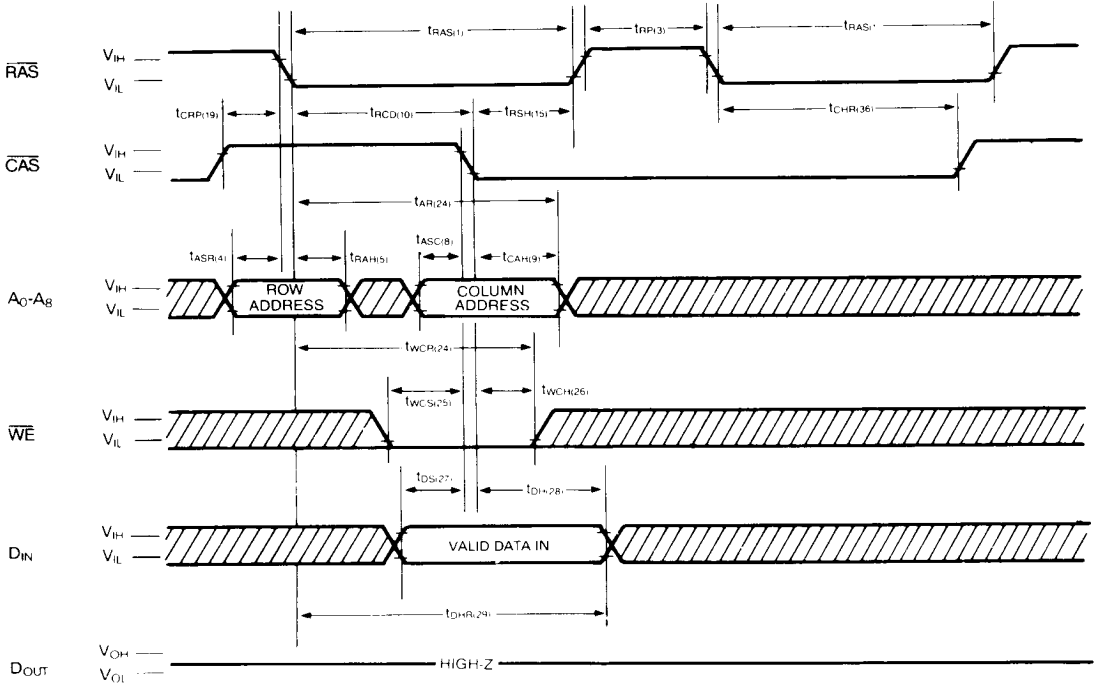 tRAS(1) tRP(3) tRAS(1
RAS VIH
VIL
tCRP(19) tRCD(10) tRSH(15) tCHR(36)
CAS VIH
VIL
tAR(24)
tASR(4) tRAH(5) tASC(8) tCAH(9)
A0-A8 VIH
VIL
ROW
ADDRESS
COLUMN
ADDRESS
tWCR(24)
tWCS(25) tWCH(26)
WE VIH
VIL
tDS(27) tDH(28)
DIN VIH
VIL
VALID DATA IN
tDHR(29)
DOUT VOH
VOL
HIGH-Z